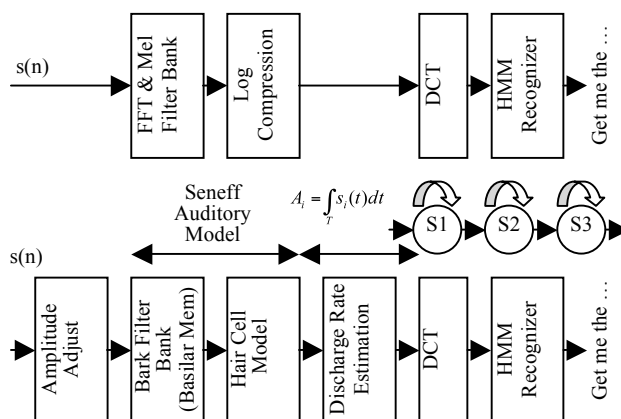 s(n)
FFT & Mel
Filter Bank
Log
Compression
DCT
HMM
Recognizer
Get me the …
Seneff
Auditory
Model
A_i = ∫_T s_i(t)dt
S1
S2
S3
s(n)
Amplitude
Adjust
Bark Filter
Bank
(Basilar Mem)
Hair Cell
Model
Discharge Rate
Estimation
DCT
HMM
Recognizer
Get me the …